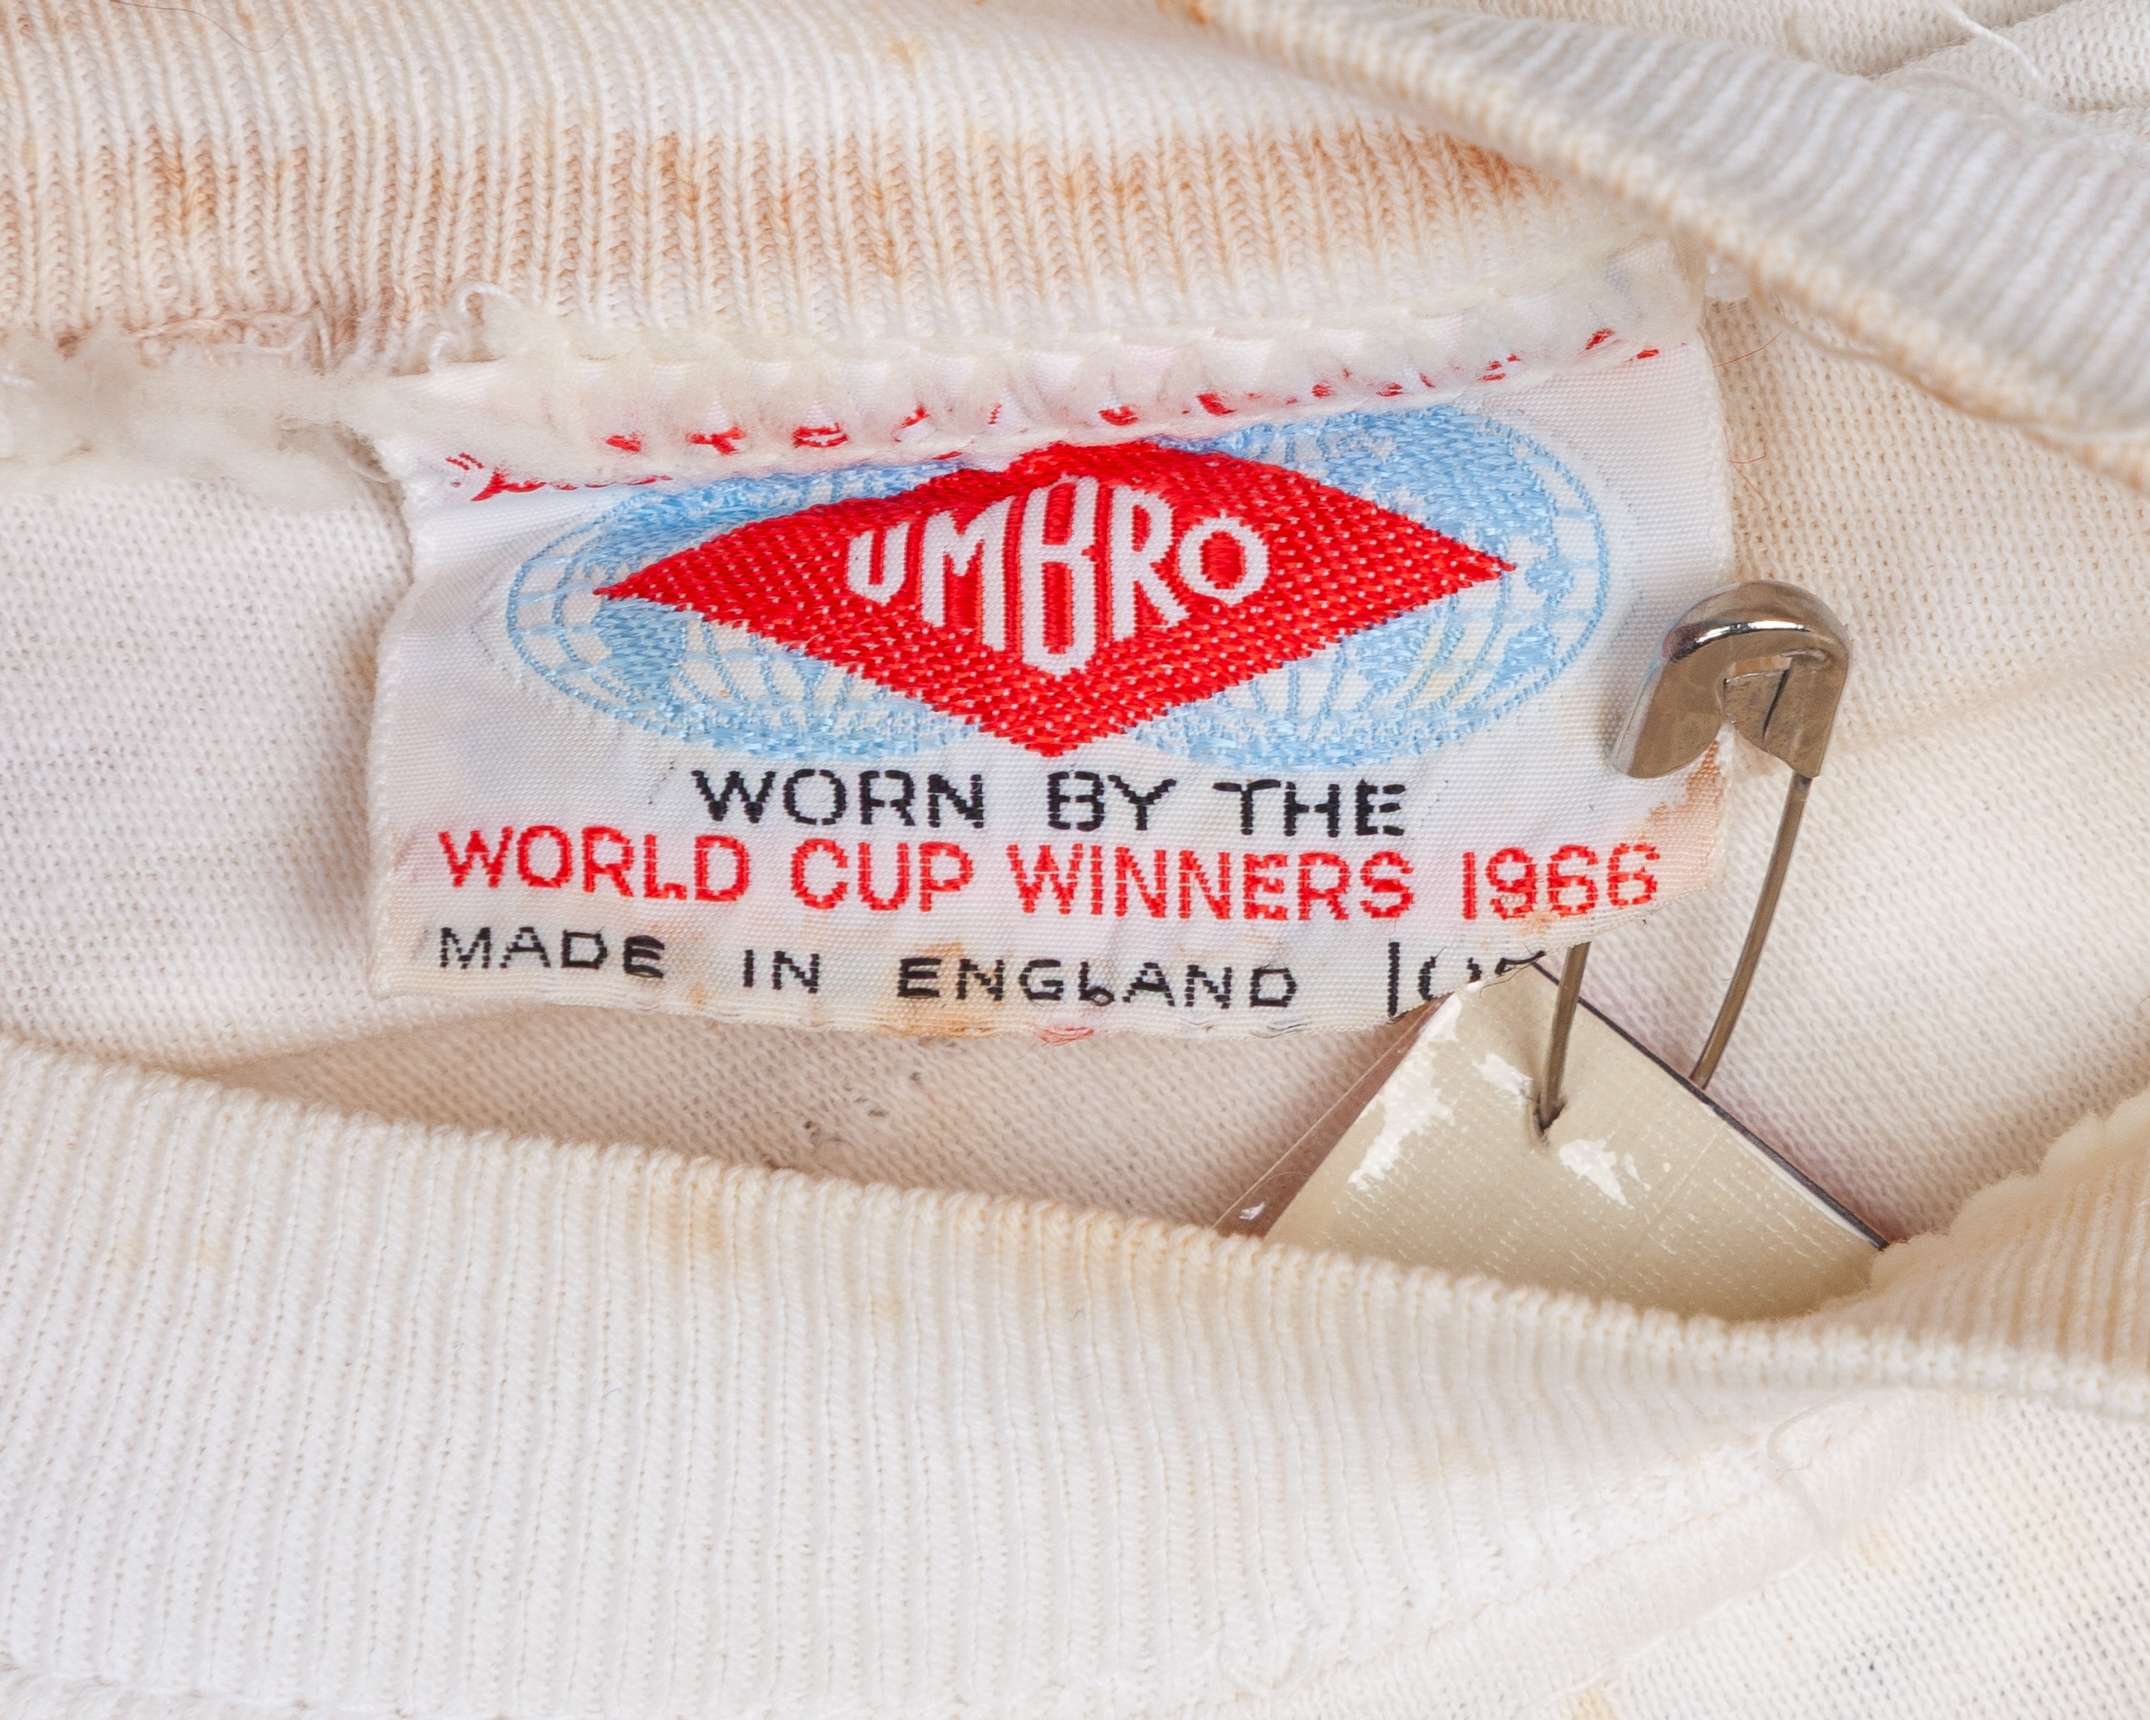 UMBRO
WORN BY THE
WORLD CUP WINNERS 1966
MADE IN ENGLAND